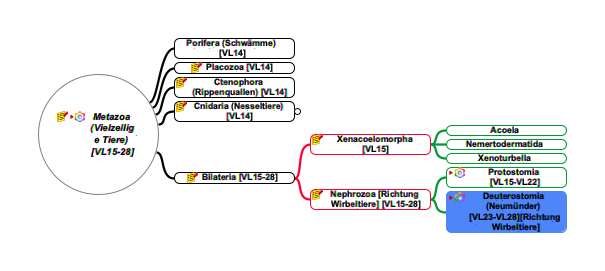 Metazoa
(Vielzellig
e Tiere)
[VL15-28]
Porifera (Schwämme)
[VL14]
Placozoa [VL14]
Ctenophora
(Rippenquallen) [VL14]
Cnidaria (Nesseltiere)
[VL14]
Bilateria [VL15-28]
Xenacoelomorpha
[VL15]
Acoela
Nemertodermatida
Xenoturbella
Nephrozoa [Richtung
Wirbeltiere] [VL15-28]
Protostomia
[VL15-VL22]
Deuterostomia
(Neumünder)
[VL23-VL28][Richtung
Wirbeltiere]